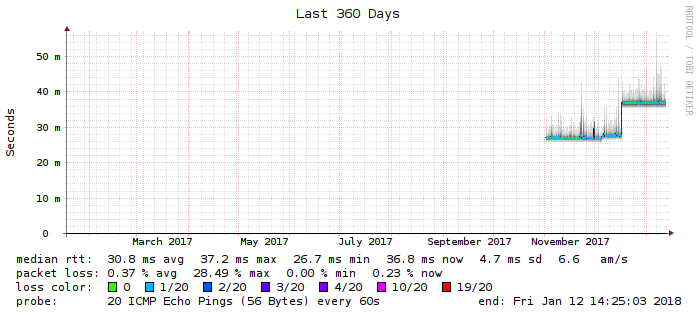 Last 360 Days
RRDTOOL / TOBI OETIKER
Seconds
50 m
40 m
30 m
20 m
10 m
0
March 2017 May 2017 July 2017 September 2017 November 2017
median rtt: 30.8 ms avg 37.2 ms max 26.7 ms min 36.8 ms now 4.7 ms sd 6.6 am/s
packet loss: 0.37 % avg 28.49 % max 0.00 % min 0.23 % now
loss color: 0 1/20 2/20 3/20 4/20 10/20 19/20
probe: 20 ICMP Echo Pings (56 Bytes) every 60s end: Fri Jan 12 14:25:03 2018